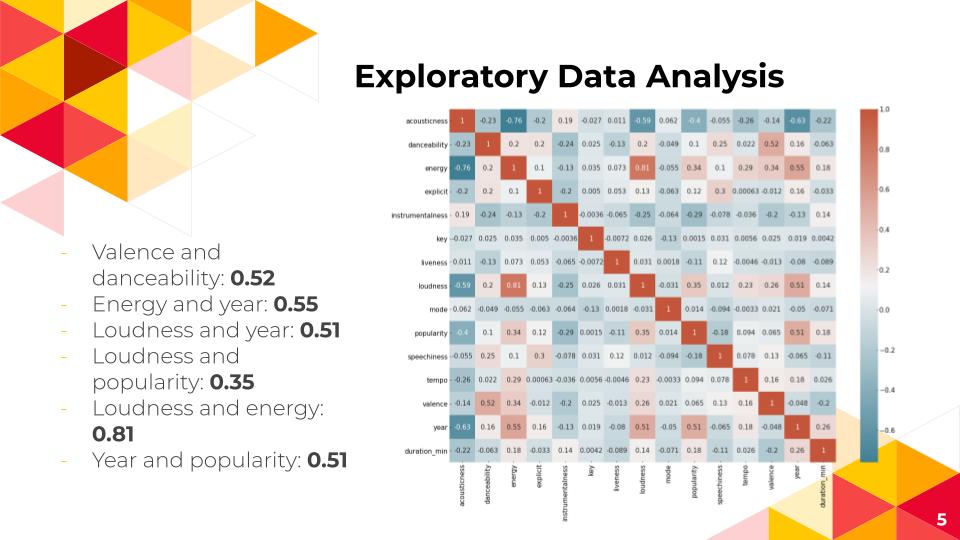 Exploratory Data Analysis
- Valence and
danceability: 0.52
- Energy and year: 0.55
- Loudness and year: 0.51
- Loudness and
popularity: 0.35
- Loudness and energy:
0.81
- Year and popularity: 0.51
acousticness 1 -0.23 -0.76 -0.2 0.19 -0.027 0.011 -0.59 0.062 -0.4 -0.055 -0.26 -0.14 -0.63 -0.22
danceability -0.23 1 0.2 0.2 -0.24 0.025 -0.13 0.2 -0.049 0.1 0.25 0.022 0.52 0.16 -0.063
energy -0.76 0.2 1 0.1 -0.13 0.035 0.073 0.81 -0.055 0.34 0.1 0.29 0.34 0.55 0.18
explicit -0.2 0.2 0.1 1 -0.2 0.005 0.053 0.13 -0.063 0.12 0.3 0.00063 -0.012 0.16 -0.033
instrumentalness 0.19 -0.24 -0.13 -0.2 1 -0.0036 -0.065 -0.25 -0.064 -0.29 -0.078 -0.036 -0.2 -0.13 0.14
key -0.027 0.025 0.035 0.005 -0.0036 1 -0.0072 0.026 -0.13 0.0015 0.031 0.0056 0.025 0.019 0.0042
liveness 0.011 -0.13 0.073 0.053 -0.065 -0.0072 1 0.031 0.0018 -0.11 0.12 -0.0046 -0.013 -0.08 -0.089
loudness -0.59 0.2 0.81 0.13 -0.25 0.026 0.031 1 -0.031 0.35 0.012 0.23 0.26 0.51 0.14
mode 0.062 -0.049 -0.055 -0.063 -0.064 -0.13 0.0018 -0.031 1 0.014 -0.094 -0.0033 0.021 -0.05 -0.071
popularity -0.4 0.1 0.34 0.12 -0.29 0.0015 -0.11 0.35 0.014 1 -0.18 0.094 0.065 0.51 0.18
speechiness -0.055 0.25 0.1 0.3 -0.078 0.031 0.12 0.012 -0.094 -0.18 1 0.078 0.13 -0.065 -0.11
tempo -0.26 0.022 0.29 0.00063 -0.036 0.0056 -0.0046 0.23 -0.0033 0.094 0.078 1 0.16 0.18 0.026
valence -0.14 0.52 0.34 -0.012 -0.2 0.025 -0.013 0.26 0.021 0.065 0.13 0.16 1 -0.048 -0.2
year -0.63 0.16 0.55 0.16 -0.13 0.019 -0.08 0.51 -0.05 0.51 -0.065 0.18 -0.048 1 0.26
duration_min -0.22 -0.063 0.18 -0.033 0.14 0.0042 -0.089 0.14 -0.071 0.18 -0.11 0.026 -0.2 0.26 1
acousticness danceability energy explicit instrumentalness key liveness loudness mode popularity speechiness tempo valence year duration_min
1.0
0.8
0.6
0.4
0.2
0.0
-0.2
-0.4
-0.6
5